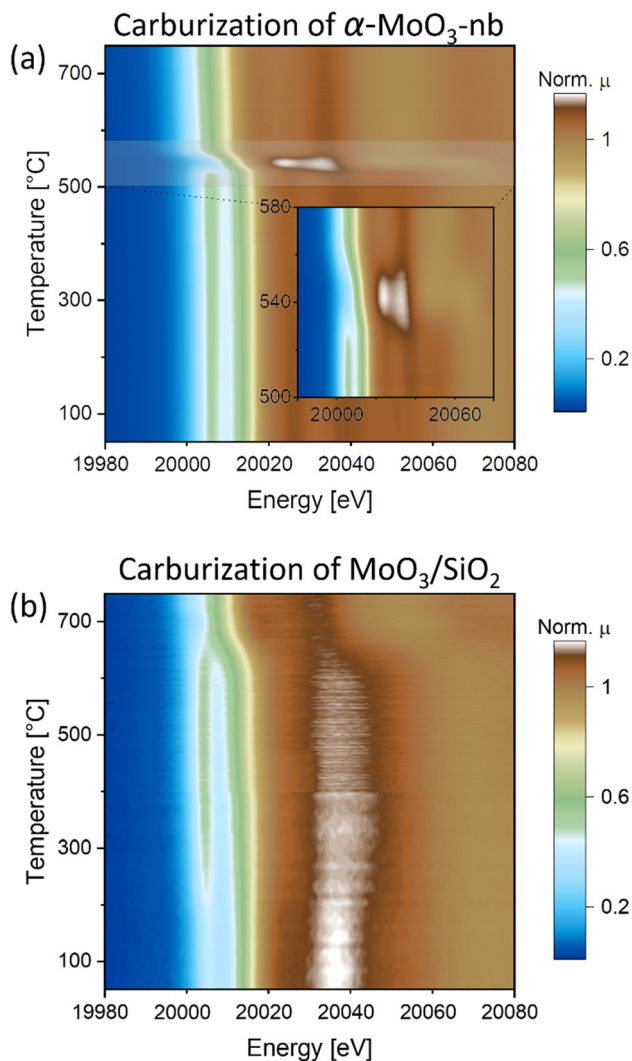 Carburization of α-MoO₃-nb
(a)
Norm. μ
700
500
300
100
Temperature [°C]
1
0.6
0.2
580
540
500
20000 20060
19980 20000 20020 20040 20060 20080
Energy [eV]
Carburization of MoO₃/SiO₂
(b)
Norm. μ
700
500
300
100
Temperature [°C]
1
0.6
0.2
19980 20000 20020 20040 20060 20080
Energy [eV]